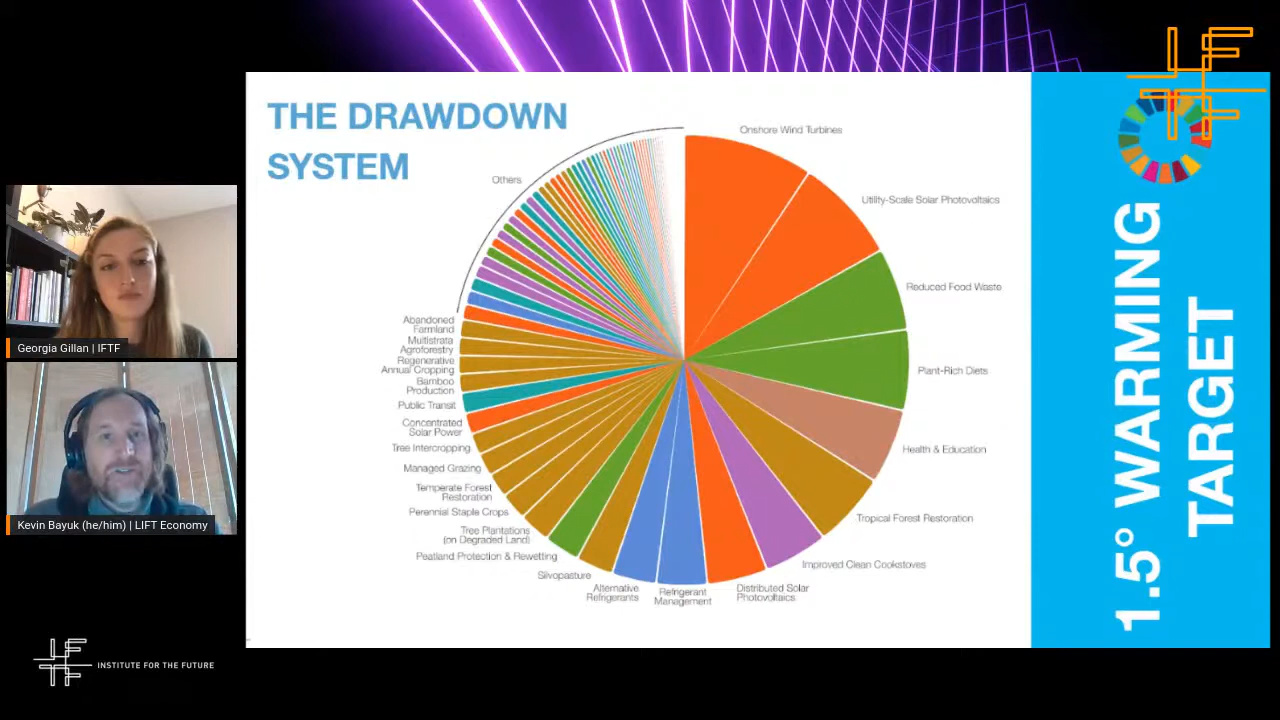 THE DRAWDOWN
SYSTEM
Onshore Wind Turbines
Utility-Scale Solar Photovoltaics
Reduced Food Waste
Plant-Rich Diets
Health & Education
Tropical Forest Restoration
Improved Clean Cookstoves
Distributed Solar
Photovoltaics
Refrigerant
Management
Alternative
Refrigerants
Silvopasture
Peatland Protection & Rewetting
Tree Plantations
(on Degraded Land)
Perennial Staple Crops
Temperate Forest
Restoration
Managed Grazing
Tree Intercropping
Concentrated
Solar Power
Public Transit
Bamboo
Production
Regenerative
Annual Cropping
Multistrata
Agroforestry
Abandoned
Farmland
Others
1.5° WARMING
TARGET
Georgia Gillan | IFTF
Kevin Bayuk (he/him) | LIFT Economy
INSTITUTE FOR THE FUTURE